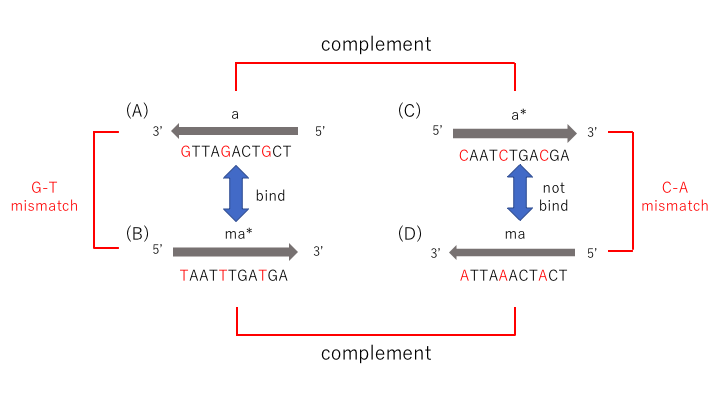 complement
(A)
a
3’
5’
GTTAGACTGCT
(C)
a*
5’
3’
CAATCTGACGA
G-T
mismatch
bind
not
bind
C-A
mismatch
(B)
ma*
5’
3’
TAATTTGATGA
(D)
ma
3’
5’
ATTAAACTACT
complement